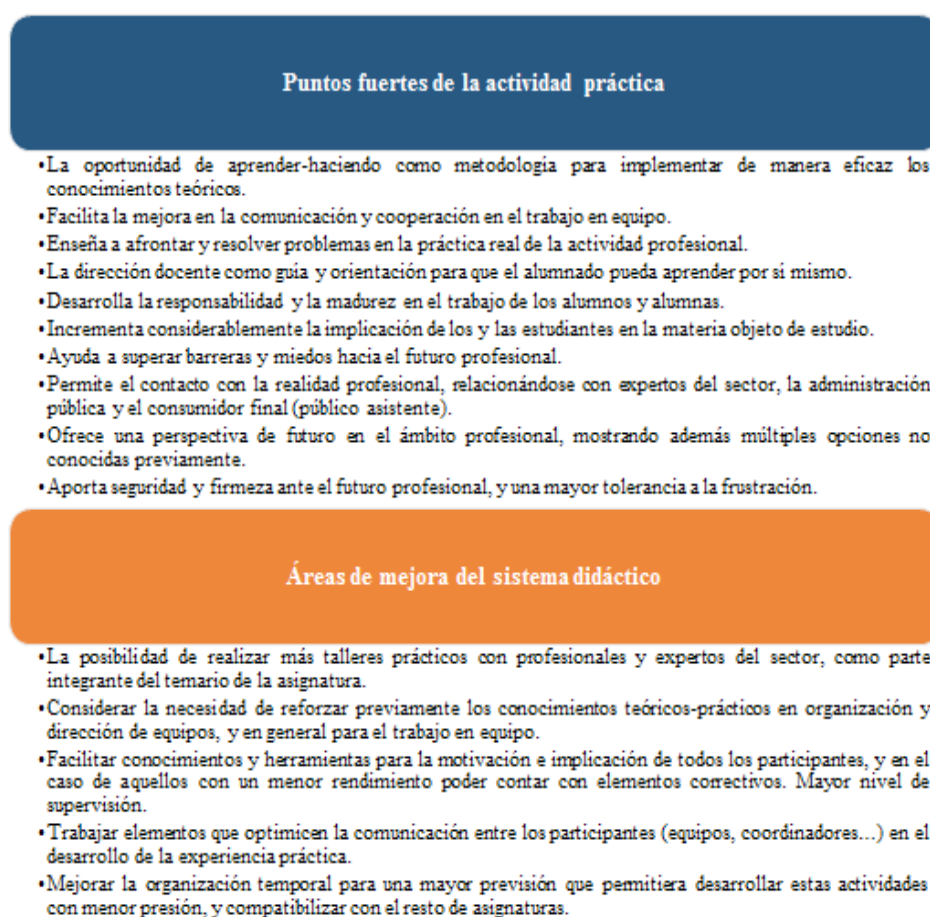 Puntos fuertes de la actividad práctica
•La oportunidad de aprender-haciendo como metodología para implementar de manera eficaz los
conocimientos teóricos.
•Facilita la mejora en la comunicación y cooperación en el trabajo en equipo.
•Enseña a afrontar y resolver problemas en la práctica real de la actividad profesional.
•La dirección docente como guía y orientación para que el alumnado pueda aprender por sí mismo.
•Desarrolla la responsabilidad y la madurez en el trabajo de los alumnos y alumnas.
•Incrementa considerablemente la implicación de los y las estudiantes en la materia objeto de estudio.
•Ayuda a superar barreras y miedos hacia el futuro profesional.
•Permite el contacto con la realidad profesional, relacionándose con expertos del sector, la administración
pública y el consumidor final (público asistente).
•Ofrece una perspectiva de futuro en el ámbito profesional, mostrando además múltiples opciones no
conocidas previamente.
•Aporta seguridad y firmeza ante el futuro profesional, y una mayor tolerancia a la frustración.
Áreas de mejora del sistema didáctico
•La posibilidad de realizar más talleres prácticos con profesionales y expertos del sector, como parte
integrante del temario de la asignatura.
•Considerar la necesidad de reforzar previamente los conocimientos teóricos-prácticos en organización y
dirección de equipos, y en general para el trabajo en equipo.
•Facilitar conocimientos y herramientas para la motivación e implicación de todos los participantes, y en el
caso de aquellos con un menor rendimiento poder contar con elementos correctivos. Mayor nivel de
supervisión.
•Trabajar elementos que optimicen la comunicación entre los participantes (equipos, coordinadores...) en el
desarrollo de la experiencia práctica.
•Mejorar la organización temporal para una mayor previsión que permitiera desarrollar estas actividades
con menor presión, y compatibilizar con el resto de asignaturas.